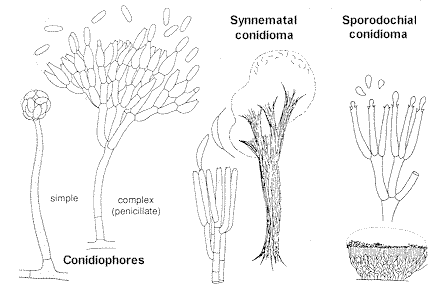 Synnematal
conidioma
Sporodochial
conidioma
simple
complex
(penicillate)
Conidiophores